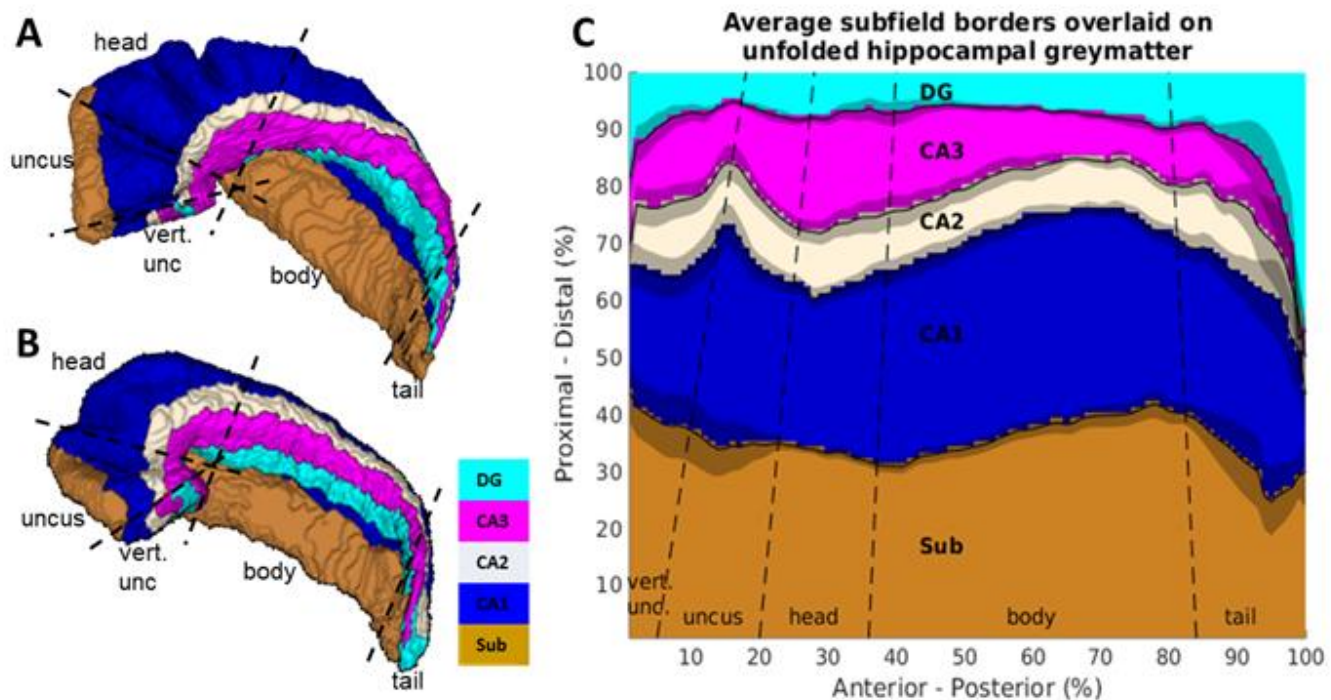 A
head
uncus
vert.
unc
body
tail
B
head
uncus
vert.
unc
body
tail
DG
CA3
CA2
CA1
Sub
C
Average subfield borders overlaid on
unfolded hippocampal greymatter
Proximal - Distal (%)
100
90
80
70
60
50
40
30
20
10
DG
CA3
CA2
CA1
Sub
vert.
unc.
uncus
head
body
tail
10 20 30 40 50 60 70 80 90 100
Anterior - Posterior (%)